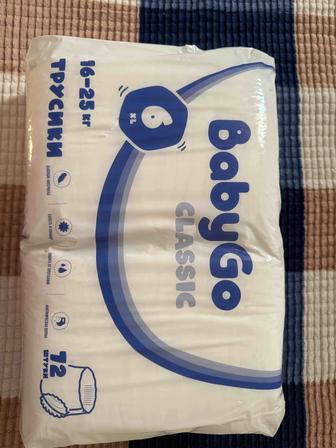 BabyGo
CLASSIC
6
XL
16-25 кг
ТРУСИКИ
72
ШТУКИ